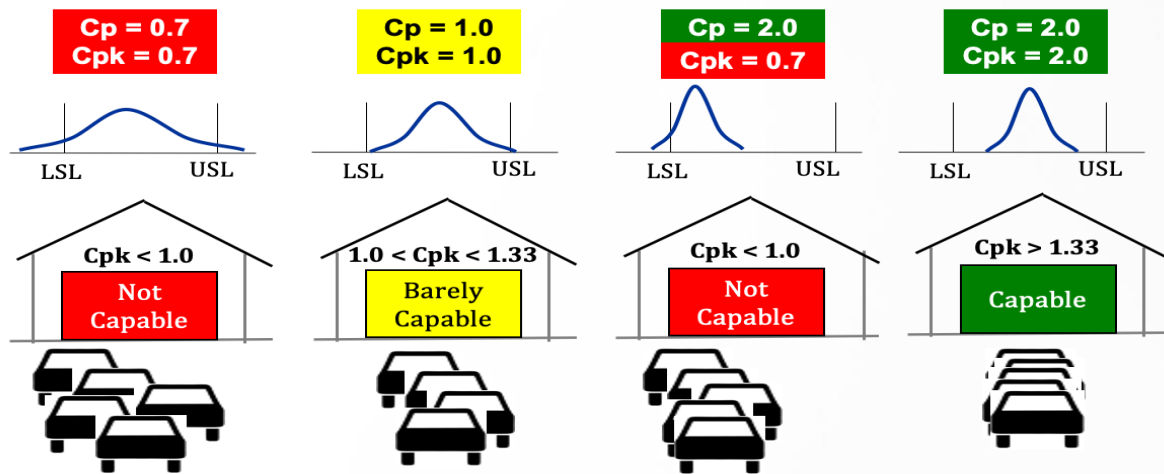 Cp = 0.7
Cpk = 0.7
Cp = 1.0
Cpk = 1.0
Cp = 2.0
Cpk = 0.7
Cp = 2.0
Cpk = 2.0
LSL
USL
LSL
USL
LSL
USL
LSL
USL
Cpk < 1.0
Not
Capable
1.0 < Cpk < 1.33
Barely
Capable
Cpk < 1.0
Not
Capable
Cpk > 1.33
Capable